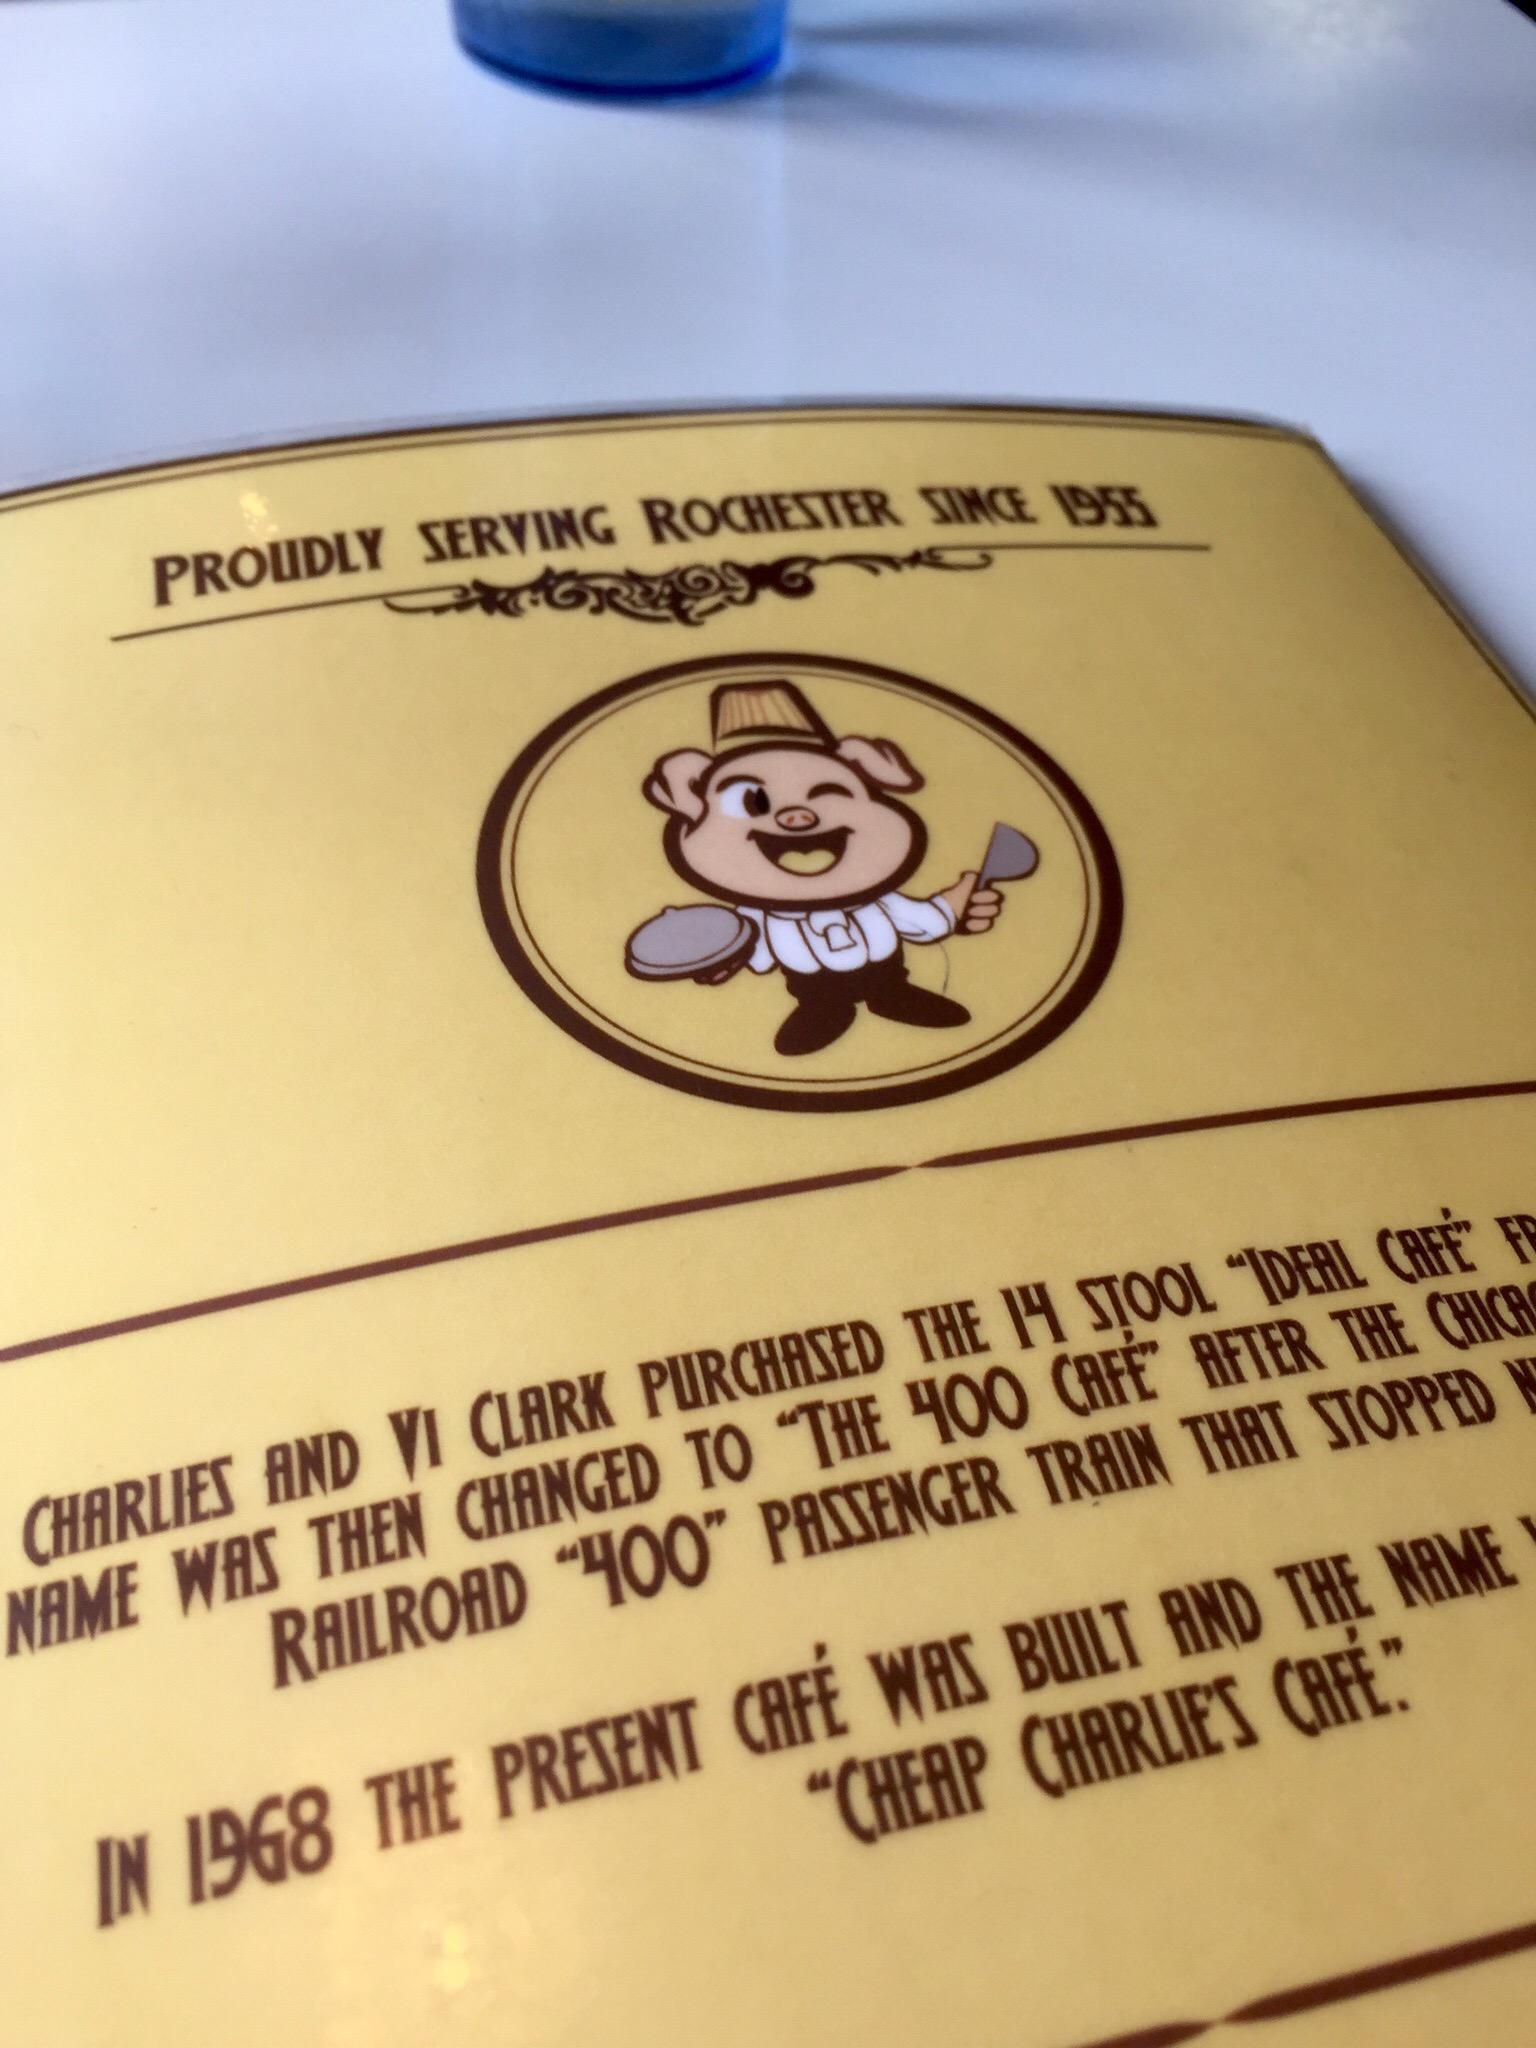 Proudly serving Rochester since 1955
Charlies and Vi Clark purchased the 14 stool “Ideal Café”
name was then changed to “The 400 Café” after the
Railroad “400” passenger train that stopped
In 1968 the present café was built and the name
“Cheap Charlie's Café.”